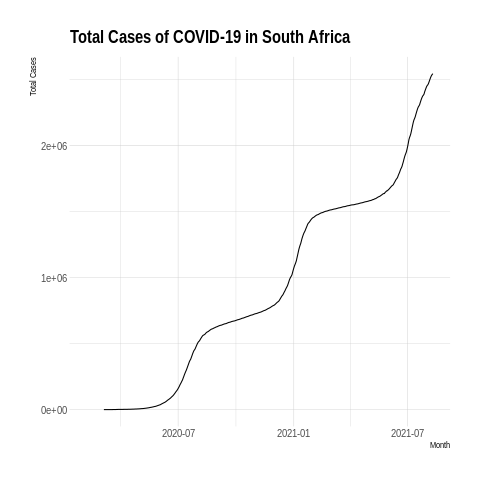 Total Cases of COVID-19 in South Africa
Total Cases
2e+06
1e+06
0e+00
2020-07 2021-01 2021-07
Month